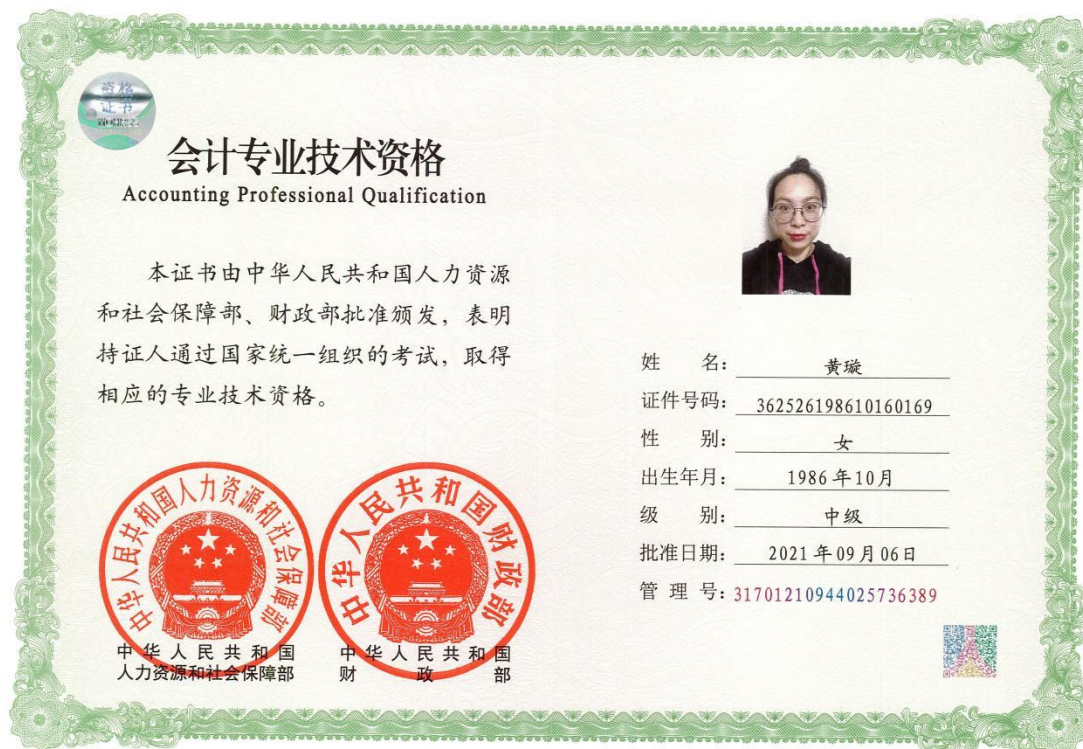 资格
证书
会计专业技术资格
Accounting Professional Qualification
本证书由中华人民共和国人力资源
和社会保障部、财政部批准颁发，表明
持证人通过国家统一组织的考试，取得
相应的专业技术资格。
中华人民共和国人力资源和社会保障部
中华人民共和国财政部
中华人民共和国
人力资源和社会保障部
中华人民共和国
财政部
姓名：黄璇
证件号码：362526198610160169
性别：女
出生年月：1986年10月
级别：中级
批准日期：2021年09月06日
管理号：31701210944025736389